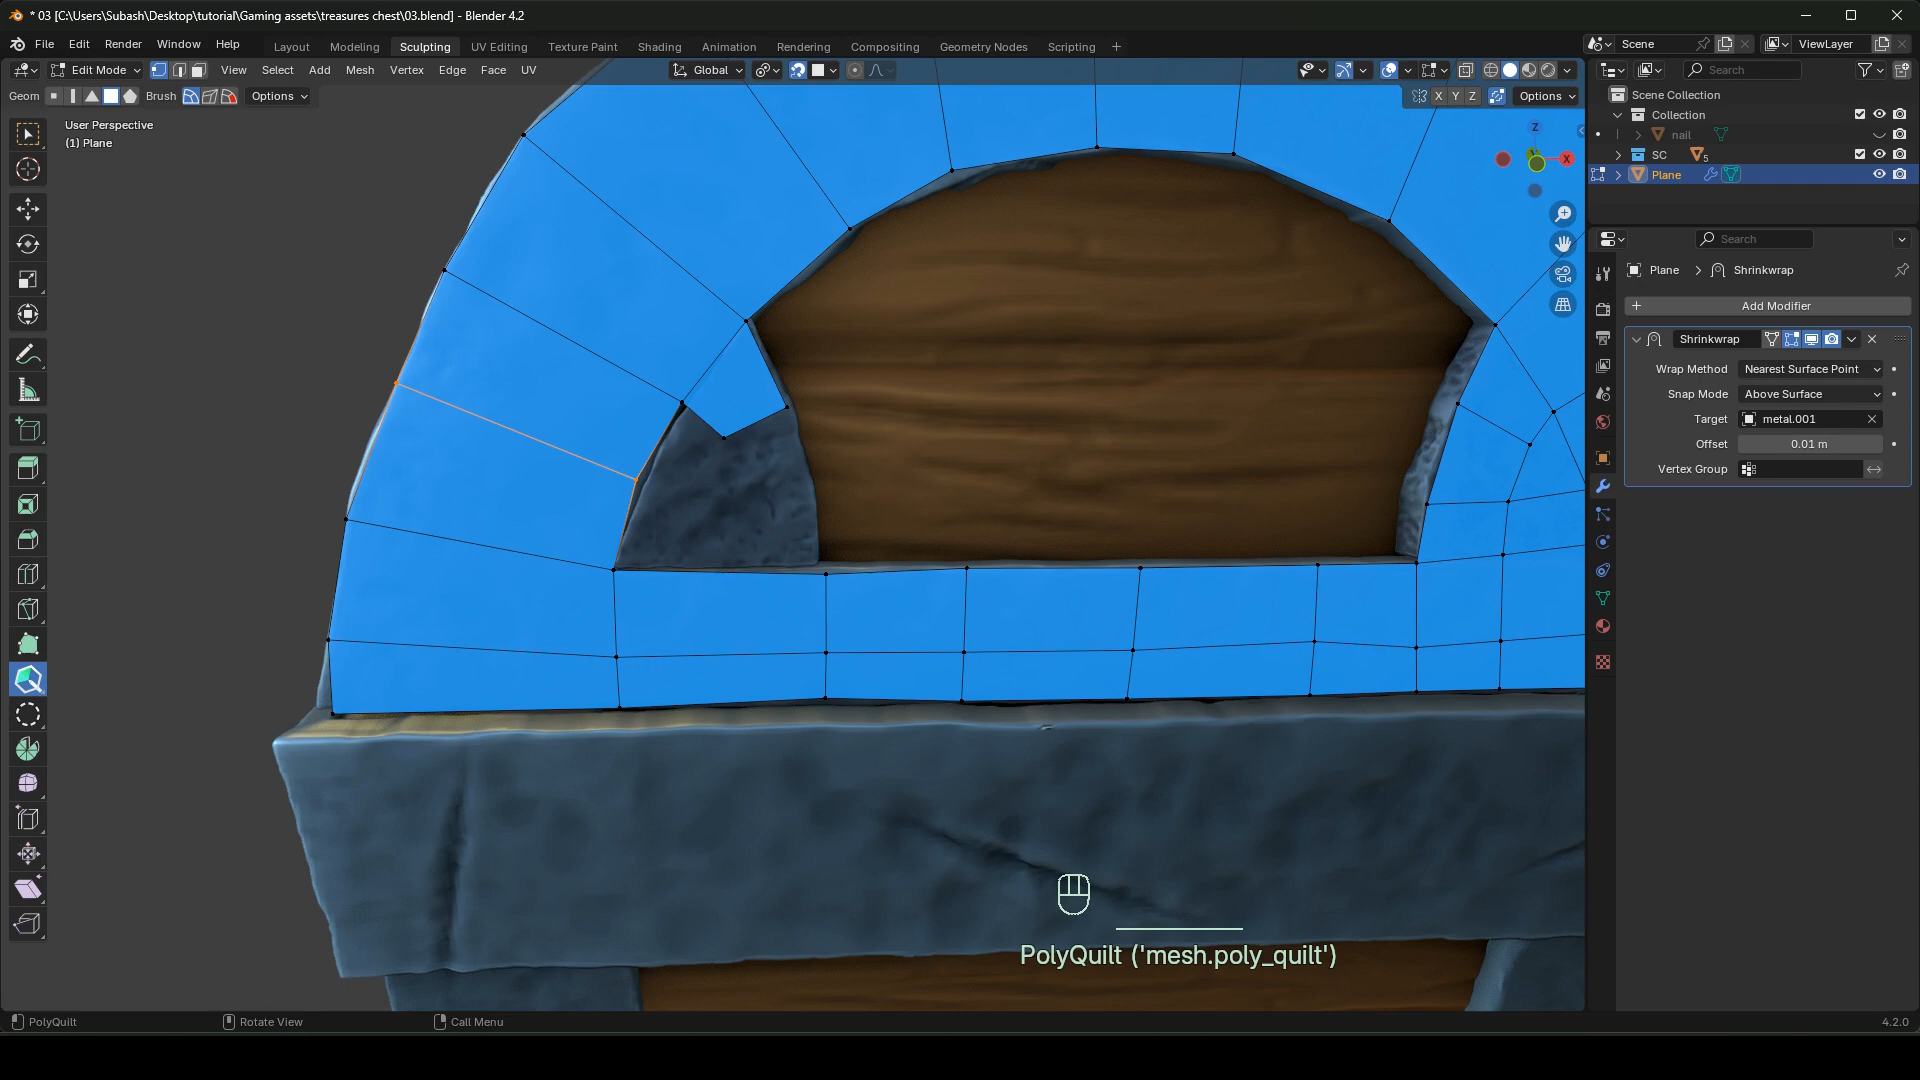 * 03 [C:\Users\Subash\Desktop\tutorial\Gaming assets\treasures chest\03.blend] - Blender 4.2
File Edit Render Window Help
Layout Modeling Sculpting UV Editing Texture Paint Shading Animation Rendering Compositing Geometry Nodes Scripting +
Scene
ViewLayer
Edit Mode
View Select Add Mesh Vertex Edge Face UV
Global
Search
Geom
Brush
Options
X Y Z
Options
User Perspective
(1) Plane
Z
X
Scene Collection
Collection
nail
SC
5
Plane
Search
Plane > Shrinkwrap
+ Add Modifier
Shrinkwrap
Wrap Method Nearest Surface Point
Snap Mode Above Surface
Target metal.001
Offset 0.01 m
Vertex Group
PolyQuilt ('mesh.poly_quilt')
PolyQuilt
Rotate View
Call Menu
4.2.0